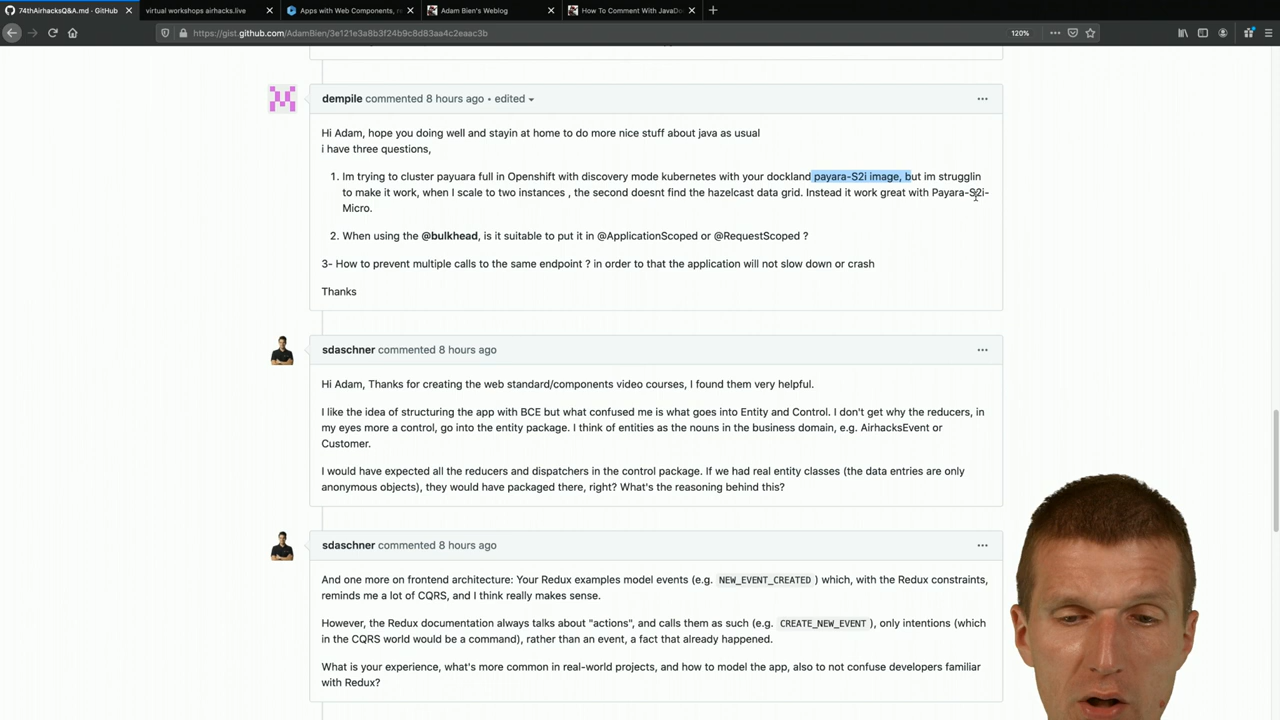 74thAirhacksQ&A.md - GitHub
virtual workshops airhacks.live
Apps with Web Components, r
Adam Bien's Weblog
How To Comment With JavaDo
https://gist.github.com/AdamBien/3e121e3a8b3f24b9c8d83aa4c2eaac3b
120%
dempile commented 8 hours ago • edited
Hi Adam, hope you doing well and stayin at home to do more nice stuff about java as usual
i have three questions,
1. Im trying to cluster payuara full in Openshift with discovery mode kubernetes with your dockland payara-S2i image, but im strugglin
to make it work, when I scale to two instances , the second doesnt find the hazelcast data grid. Instead it work great with Payara-S2i-
Micro.
2. When using the @bulkhead, is it suitable to put it in @ApplicationScoped or @RequestScoped ?
3- How to prevent multiple calls to the same endpoint ? in order to that the application will not slow down or crash
Thanks
sdaschner commented 8 hours ago
Hi Adam, Thanks for creating the web standard/components video courses, I found them very helpful.
I like the idea of structuring the app with BCE but what confused me is what goes into Entity and Control. I don't get why the reducers, in
my eyes more a control, go into the entity package. I think of entities as the nouns in the business domain, e.g. AirhacksEvent or
Customer.
I would have expected all the reducers and dispatchers in the control package. If we had real entity classes (the data entries are only
anonymous objects), they would have packaged there, right? What's the reasoning behind this?
sdaschner commented 8 hours ago
And one more on frontend architecture: Your Redux examples model events (e.g. NEW_EVENT_CREATED ) which, with the Redux constraints,
reminds me a lot of CQRS, and I think really makes sense.
However, the Redux documentation always talks about "actions", and calls them as such (e.g. CREATE_NEW_EVENT ), only intentions (which
in the CQRS world would be a command), rather than an event, a fact that already happened.
What is your experience, what's more common in real-world projects, and how to model the app, also to not confuse developers familiar
with Redux?